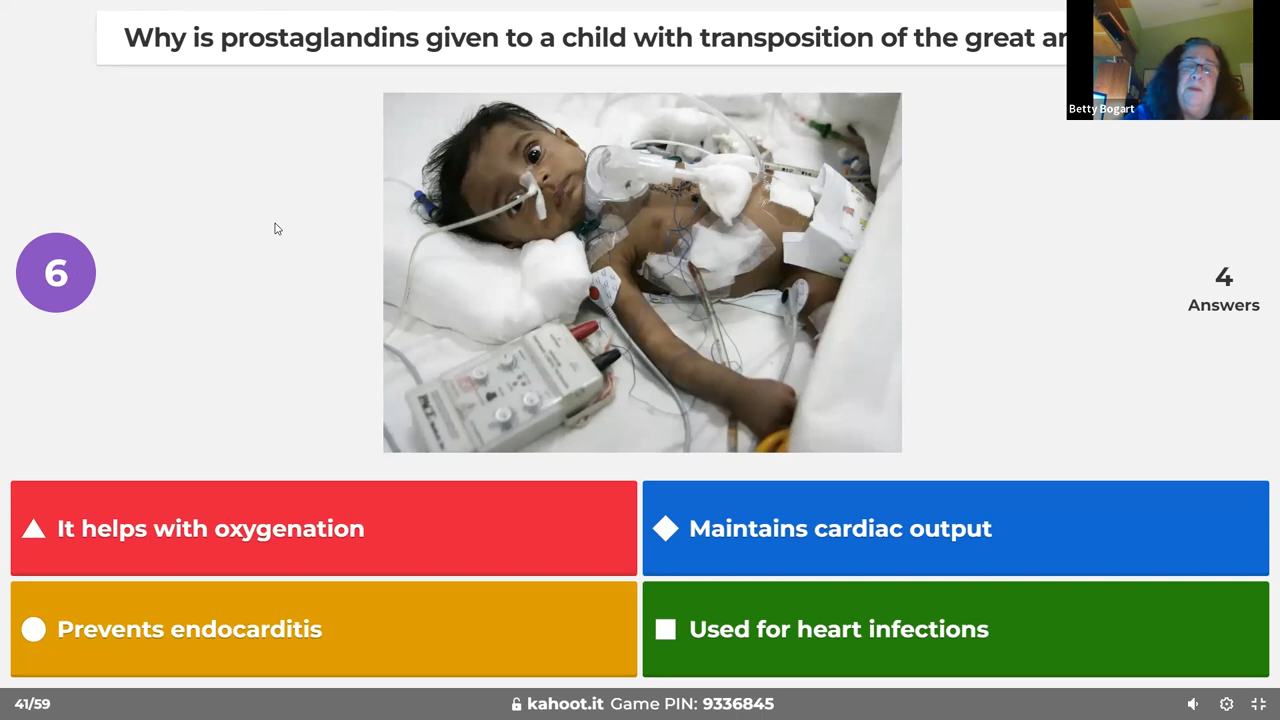 Why is prostaglandins given to a child with transposition of the great
Betty Bogart
6
4
Answers
It helps with oxygenation
Maintains cardiac output
Prevents endocarditis
Used for heart infections
41/59
kahoot.it Game PIN: 9336845